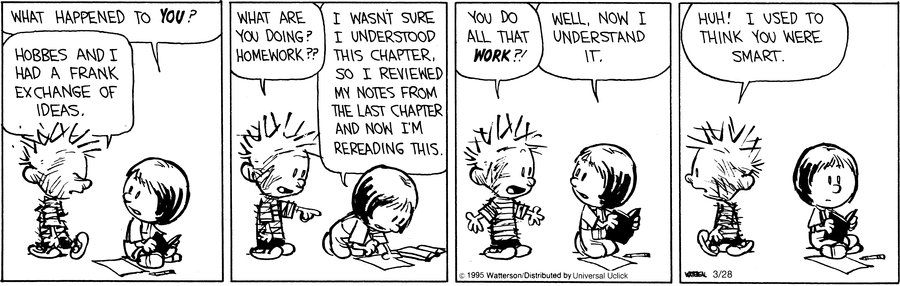 WHAT HAPPENED TO YOU?
HOBBES AND I
HAD A FRANK
EXCHANGE OF
IDEAS.
WHAT ARE
YOU DOING?
HOMEWORK??
I WASN'T SURE
I UNDERSTOOD
THIS CHAPTER,
SO I REVIEWED
MY NOTES FROM
THE LAST CHAPTER
AND NOW I'M
REREADING THIS.
YOU DO
ALL THAT
WORK?!
WELL, NOW I
UNDERSTAND
IT.
© 1995 Watterson/Distributed by Universal Uclick
HUH! I USED TO
THINK YOU WERE
SMART.
3/28